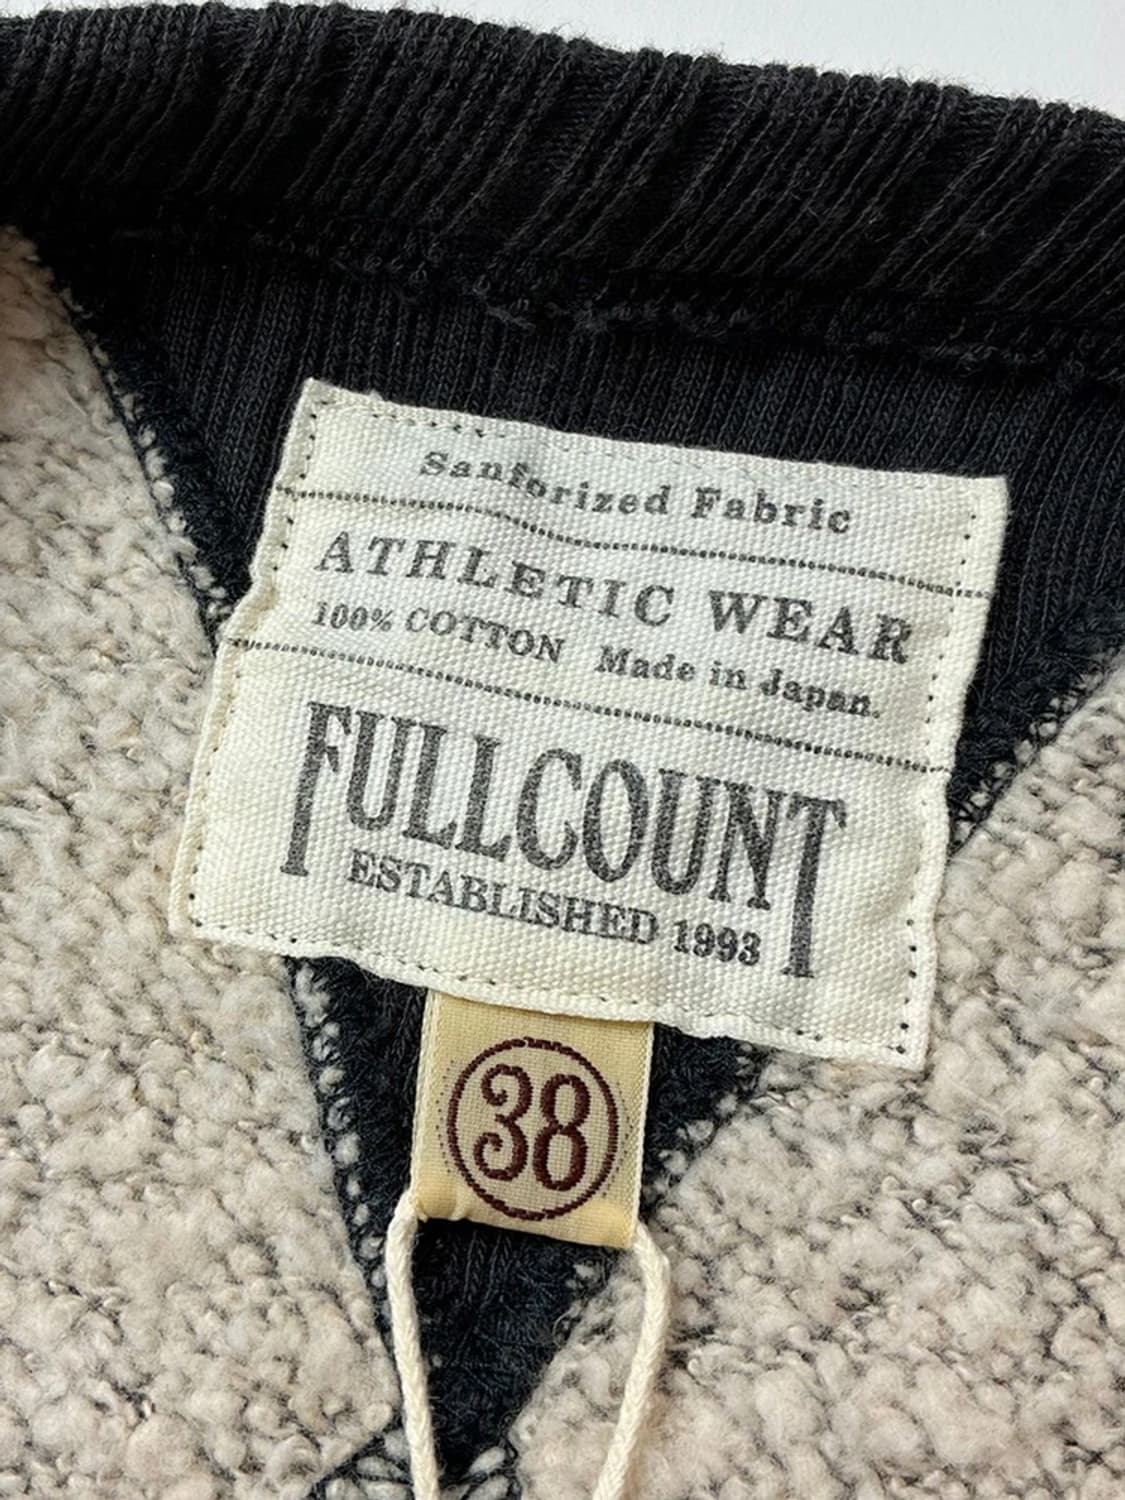 Sanforized Fabric
ATHLETIC WEAR
100% COTTON Made in Japan.
FULLCOUNT
ESTABLISHED 1993
38